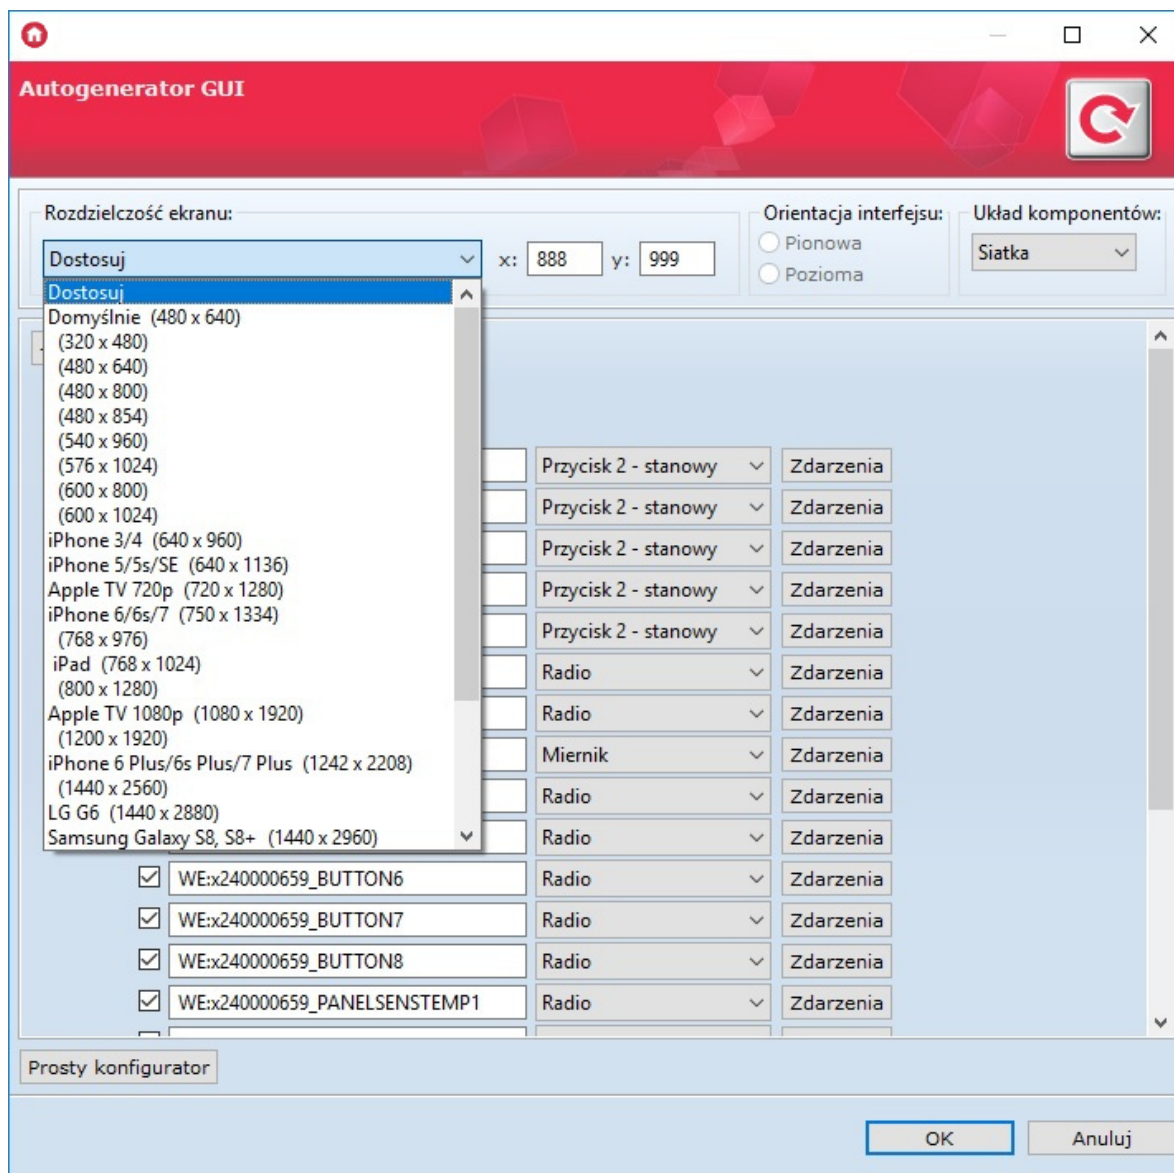 Autogenerator GUI
Rozdzielczość ekranu:
Orientacja interfejsu:
Układ komponentów:
Dostosuj
x: 888 y: 999
Pionowa
Pozioma
Siatka
Dostosuj
Domyślnie (480 x 640)
(320 x 480)
(480 x 640)
(480 x 800)
(480 x 854)
(540 x 960)
(576 x 1024)
(600 x 800)
(600 x 1024)
iPhone 3/4 (640 x 960)
iPhone 5/5s/SE (640 x 1136)
Apple TV 720p (720 x 1280)
iPhone 6/6s/7 (750 x 1334)
(768 x 976)
iPad (768 x 1024)
(800 x 1280)
Apple TV 1080p (1080 x 1920)
(1200 x 1920)
iPhone 6 Plus/6s Plus/7 Plus (1242 x 2208)
(1440 x 2560)
LG G6 (1440 x 2880)
Samsung Galaxy S8, S8+ (1440 x 2960)
Przycisk 2 - stanowy Zdarzenia
Przycisk 2 - stanowy Zdarzenia
Przycisk 2 - stanowy Zdarzenia
Przycisk 2 - stanowy Zdarzenia
Przycisk 2 - stanowy Zdarzenia
Radio Zdarzenia
Radio Zdarzenia
Miernik Zdarzenia
Radio Zdarzenia
Radio Zdarzenia
WE:x240000659_BUTTON6 Radio Zdarzenia
WE:x240000659_BUTTON7 Radio Zdarzenia
WE:x240000659_BUTTON8 Radio Zdarzenia
WE:x240000659_PANELSENSTEMP1 Radio Zdarzenia
Prosty konfigurator
OK Anuluj